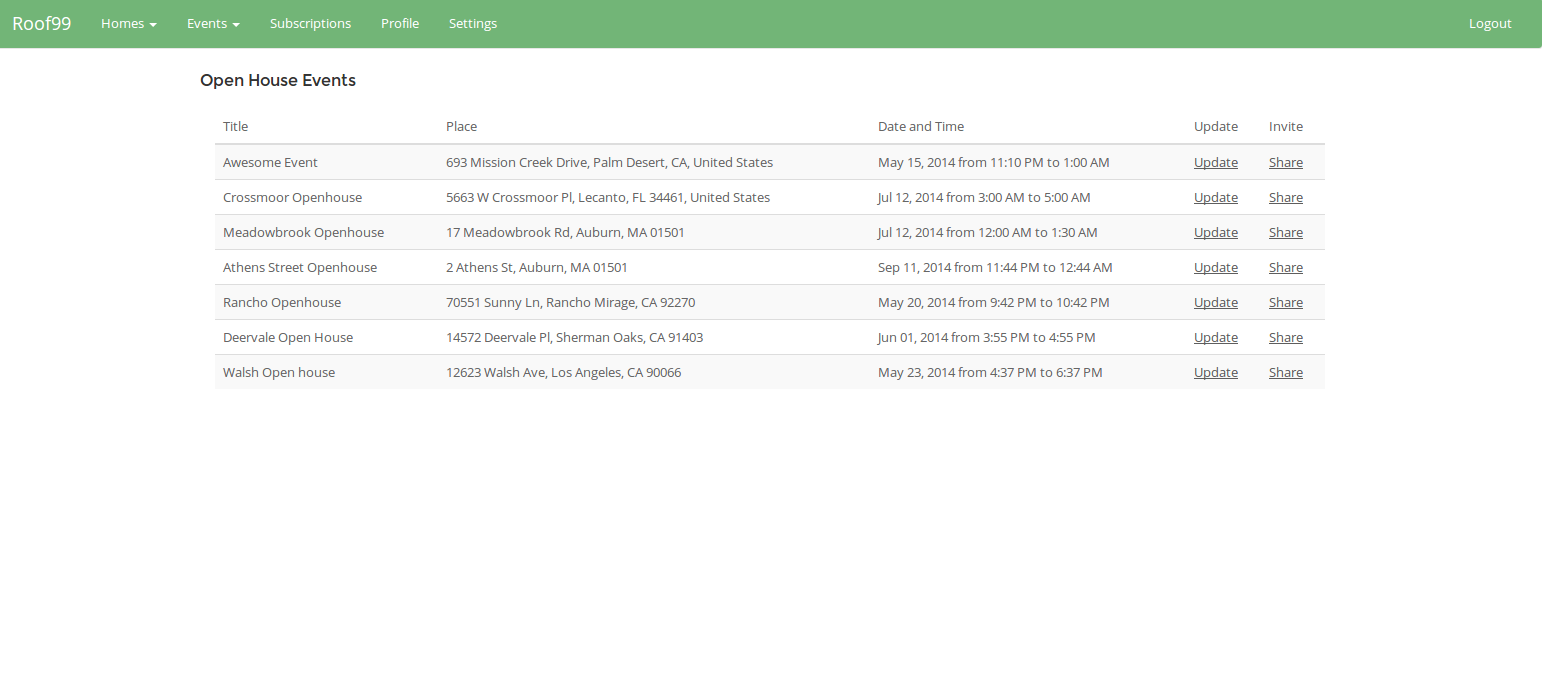 Roof99 Homes Events Subscriptions Profile Settings Logout
Open House Events
Title Place Date and Time Update Invite
Awesome Event 693 Mission Creek Drive, Palm Desert, CA, United States May 15, 2014 from 11:10 PM to 1:00 AM Update Share
Crossmoor Openhouse 5663 W Crossmoor Pl, Lecanto, FL 34461, United States Jul 12, 2014 from 3:00 AM to 5:00 AM Update Share
Meadowbrook Openhouse 17 Meadowbrook Rd, Auburn, MA 01501 Jul 12, 2014 from 12:00 AM to 1:30 AM Update Share
Athens Street Openhouse 2 Athens St, Auburn, MA 01501 Sep 11, 2014 from 11:44 PM to 12:44 AM Update Share
Rancho Openhouse 70551 Sunny Ln, Rancho Mirage, CA 92270 May 20, 2014 from 9:42 PM to 10:42 PM Update Share
Deervale Open House 14572 Deervale Pl, Sherman Oaks, CA 91403 Jun 01, 2014 from 3:55 PM to 4:55 PM Update Share
Walsh Open house 12623 Walsh Ave, Los Angeles, CA 90066 May 23, 2014 from 4:37 PM to 6:37 PM Update Share